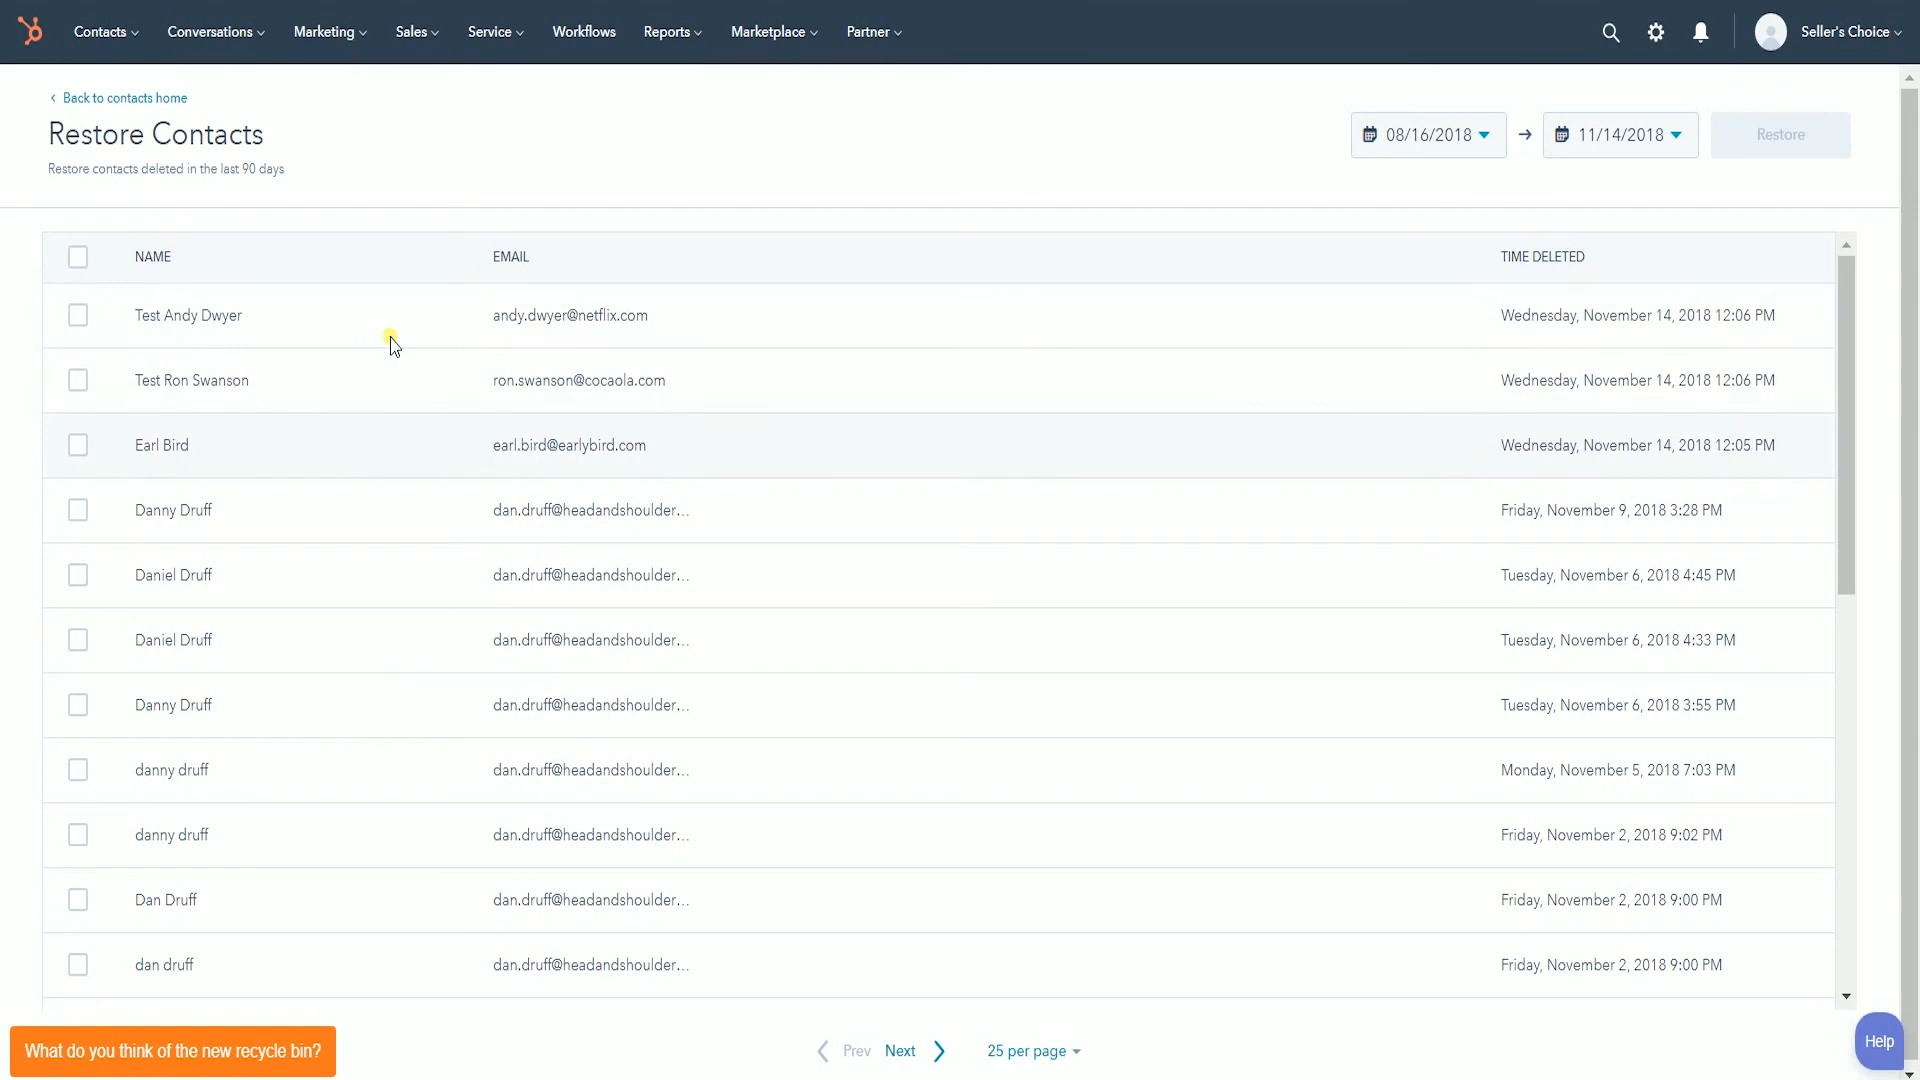 Contacts Conversations Marketing Sales Service Workflows Reports Marketplace Partner Seller's Choice
Back to contacts home
Restore Contacts
08/16/2018 11/14/2018 Restore
Restore contacts deleted in the last 90 days
NAME EMAIL TIME DELETED
Test Andy Dwyer andy.dwyer@netflix.com Wednesday, November 14, 2018 12:06 PM
Test Ron Swanson ron.swanson@cocaola.com Wednesday, November 14, 2018 12:06 PM
Earl Bird earl.bird@earlybird.com Wednesday, November 14, 2018 12:05 PM
Danny Druff dan.druff@headandshoulder... Friday, November 9, 2018 3:28 PM
Daniel Druff dan.druff@headandshoulder... Tuesday, November 6, 2018 4:45 PM
Daniel Druff dan.druff@headandshoulder... Tuesday, November 6, 2018 4:33 PM
Danny Druff dan.druff@headandshoulder... Tuesday, November 6, 2018 3:55 PM
danny druff dan.druff@headandshoulder... Monday, November 5, 2018 7:03 PM
danny druff dan.druff@headandshoulder... Friday, November 2, 2018 9:02 PM
Dan Druff dan.druff@headandshoulder... Friday, November 2, 2018 9:00 PM
dan druff dan.druff@headandshoulder... Friday, November 2, 2018 9:00 PM
What do you think of the new recycle bin? Prev Next 25 per page Help